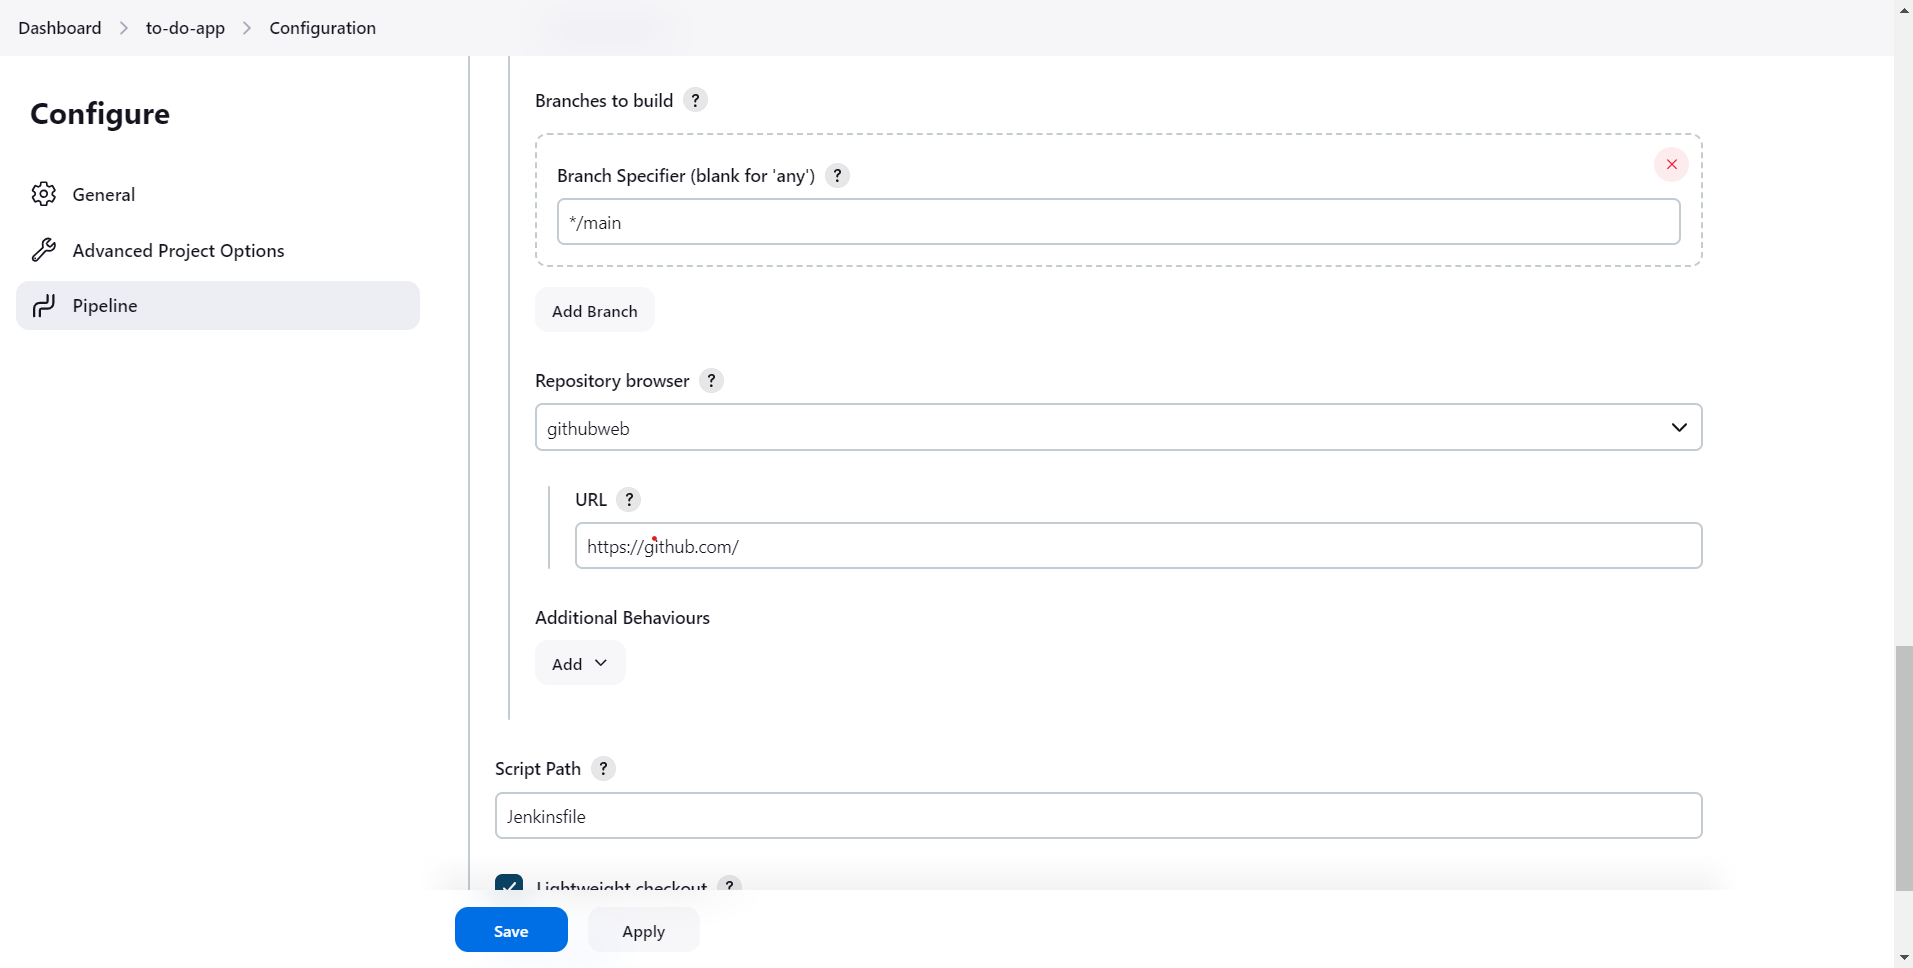 Dashboard > to-do-app > Configuration
Configure
General
Advanced Project Options
Pipeline
Branches to build ?
Branch Specifier (blank for 'any') ?
*/main
Add Branch
Repository browser ?
githubweb
URL ?
https://github.com/
Additional Behaviours
Add
Script Path ?
Jenkinsfile
Lightweight checkout ?
Save
Apply